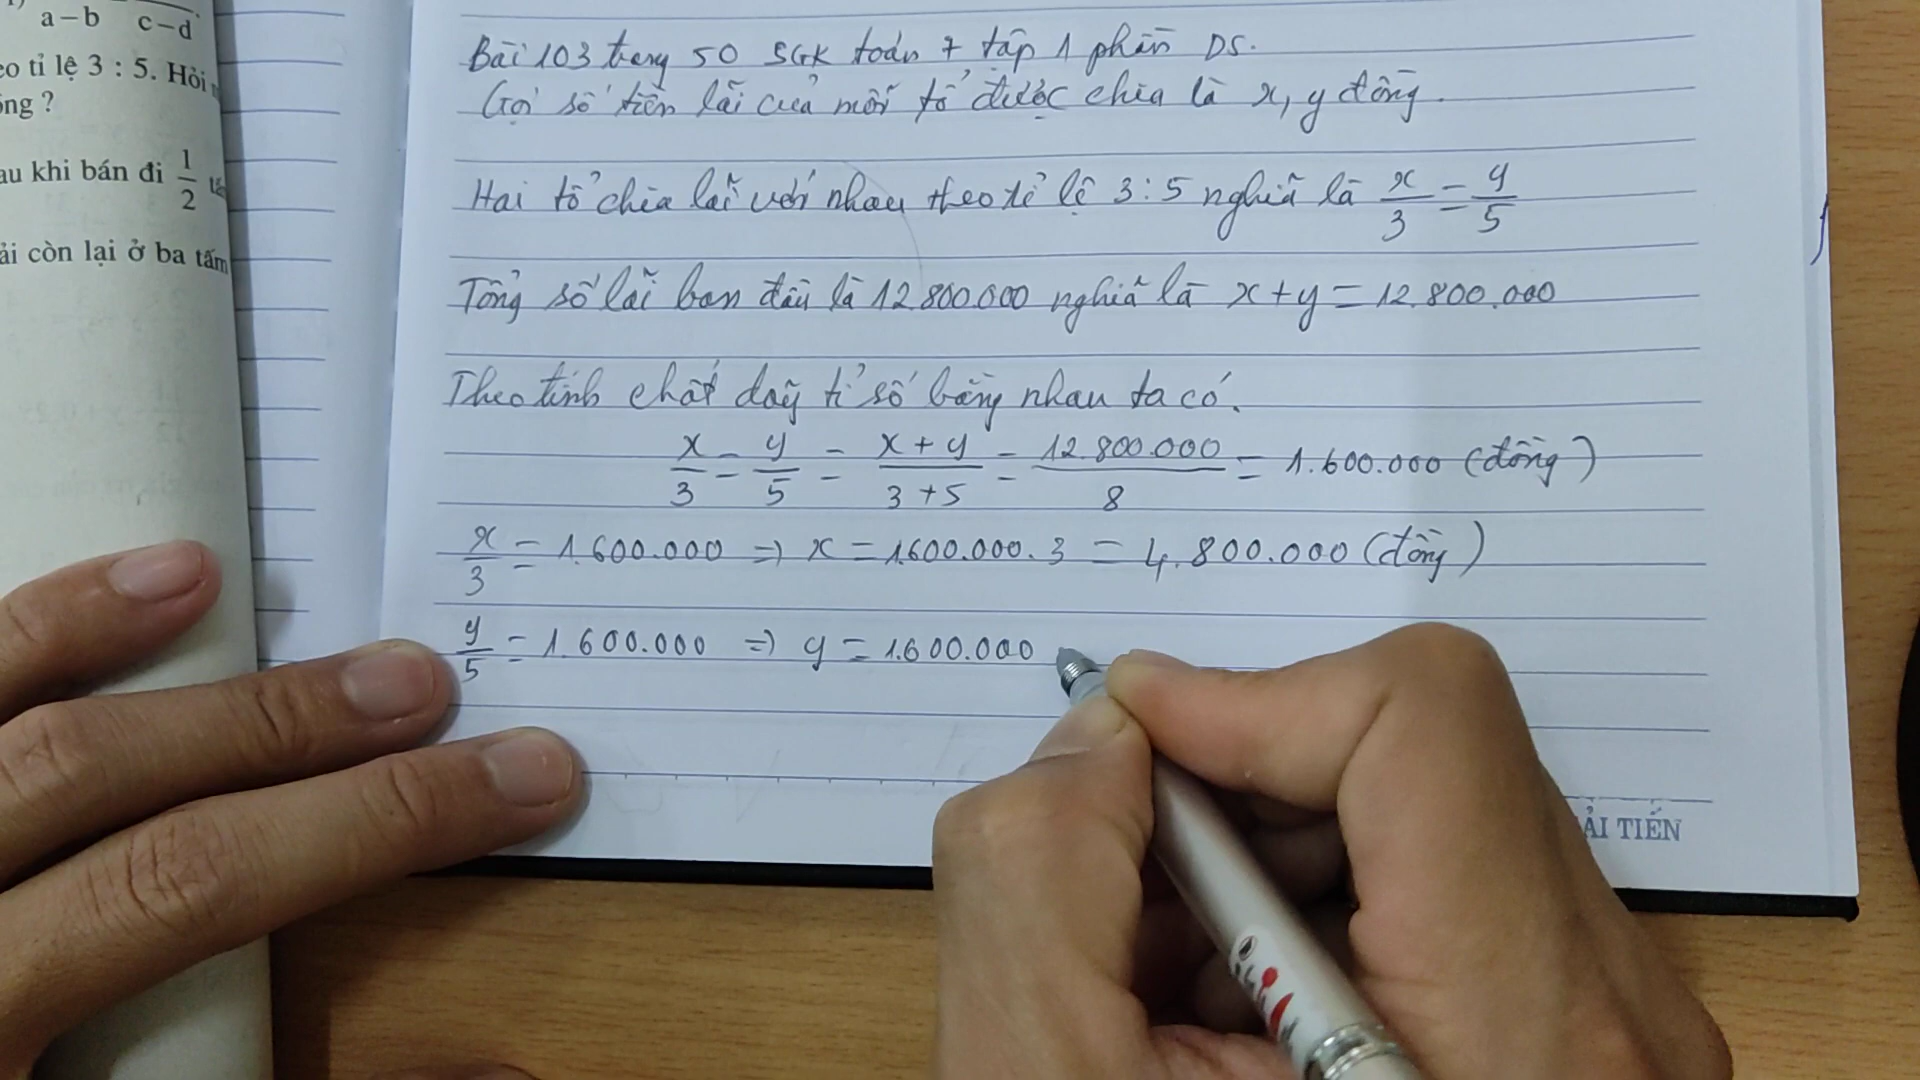 a – b c – d
eo tỉ lệ 3 : 5. Hỏi
ồng ?
au khi bán đi 1/2
ải còn lại ở ba tấm
Bài 103 trang 50 SGK toán 7 tập 1 phần DS.
Gọi số tiền lãi của mỗi tổ được chia là x, y đồng.
Hai tổ chia lãi với nhau theo tỉ lệ 3:5 nghĩa là x/3 = y/5
Tổng số lãi ban đầu là 12.800.000 nghĩa là x + y = 12.800.000
Theo tính chất dãy tỉ số bằng nhau ta có.
x/3 = y/5 = x + y/3 + 5 = 12.800.000/8 = 1.600.000 (đồng)
x/3 = 1.600.000 => x = 1.600.000.3 = 4.800.000 (đồng)
y/5 = 1.600.000 => y = 1.600.000
ẢI TIẾN